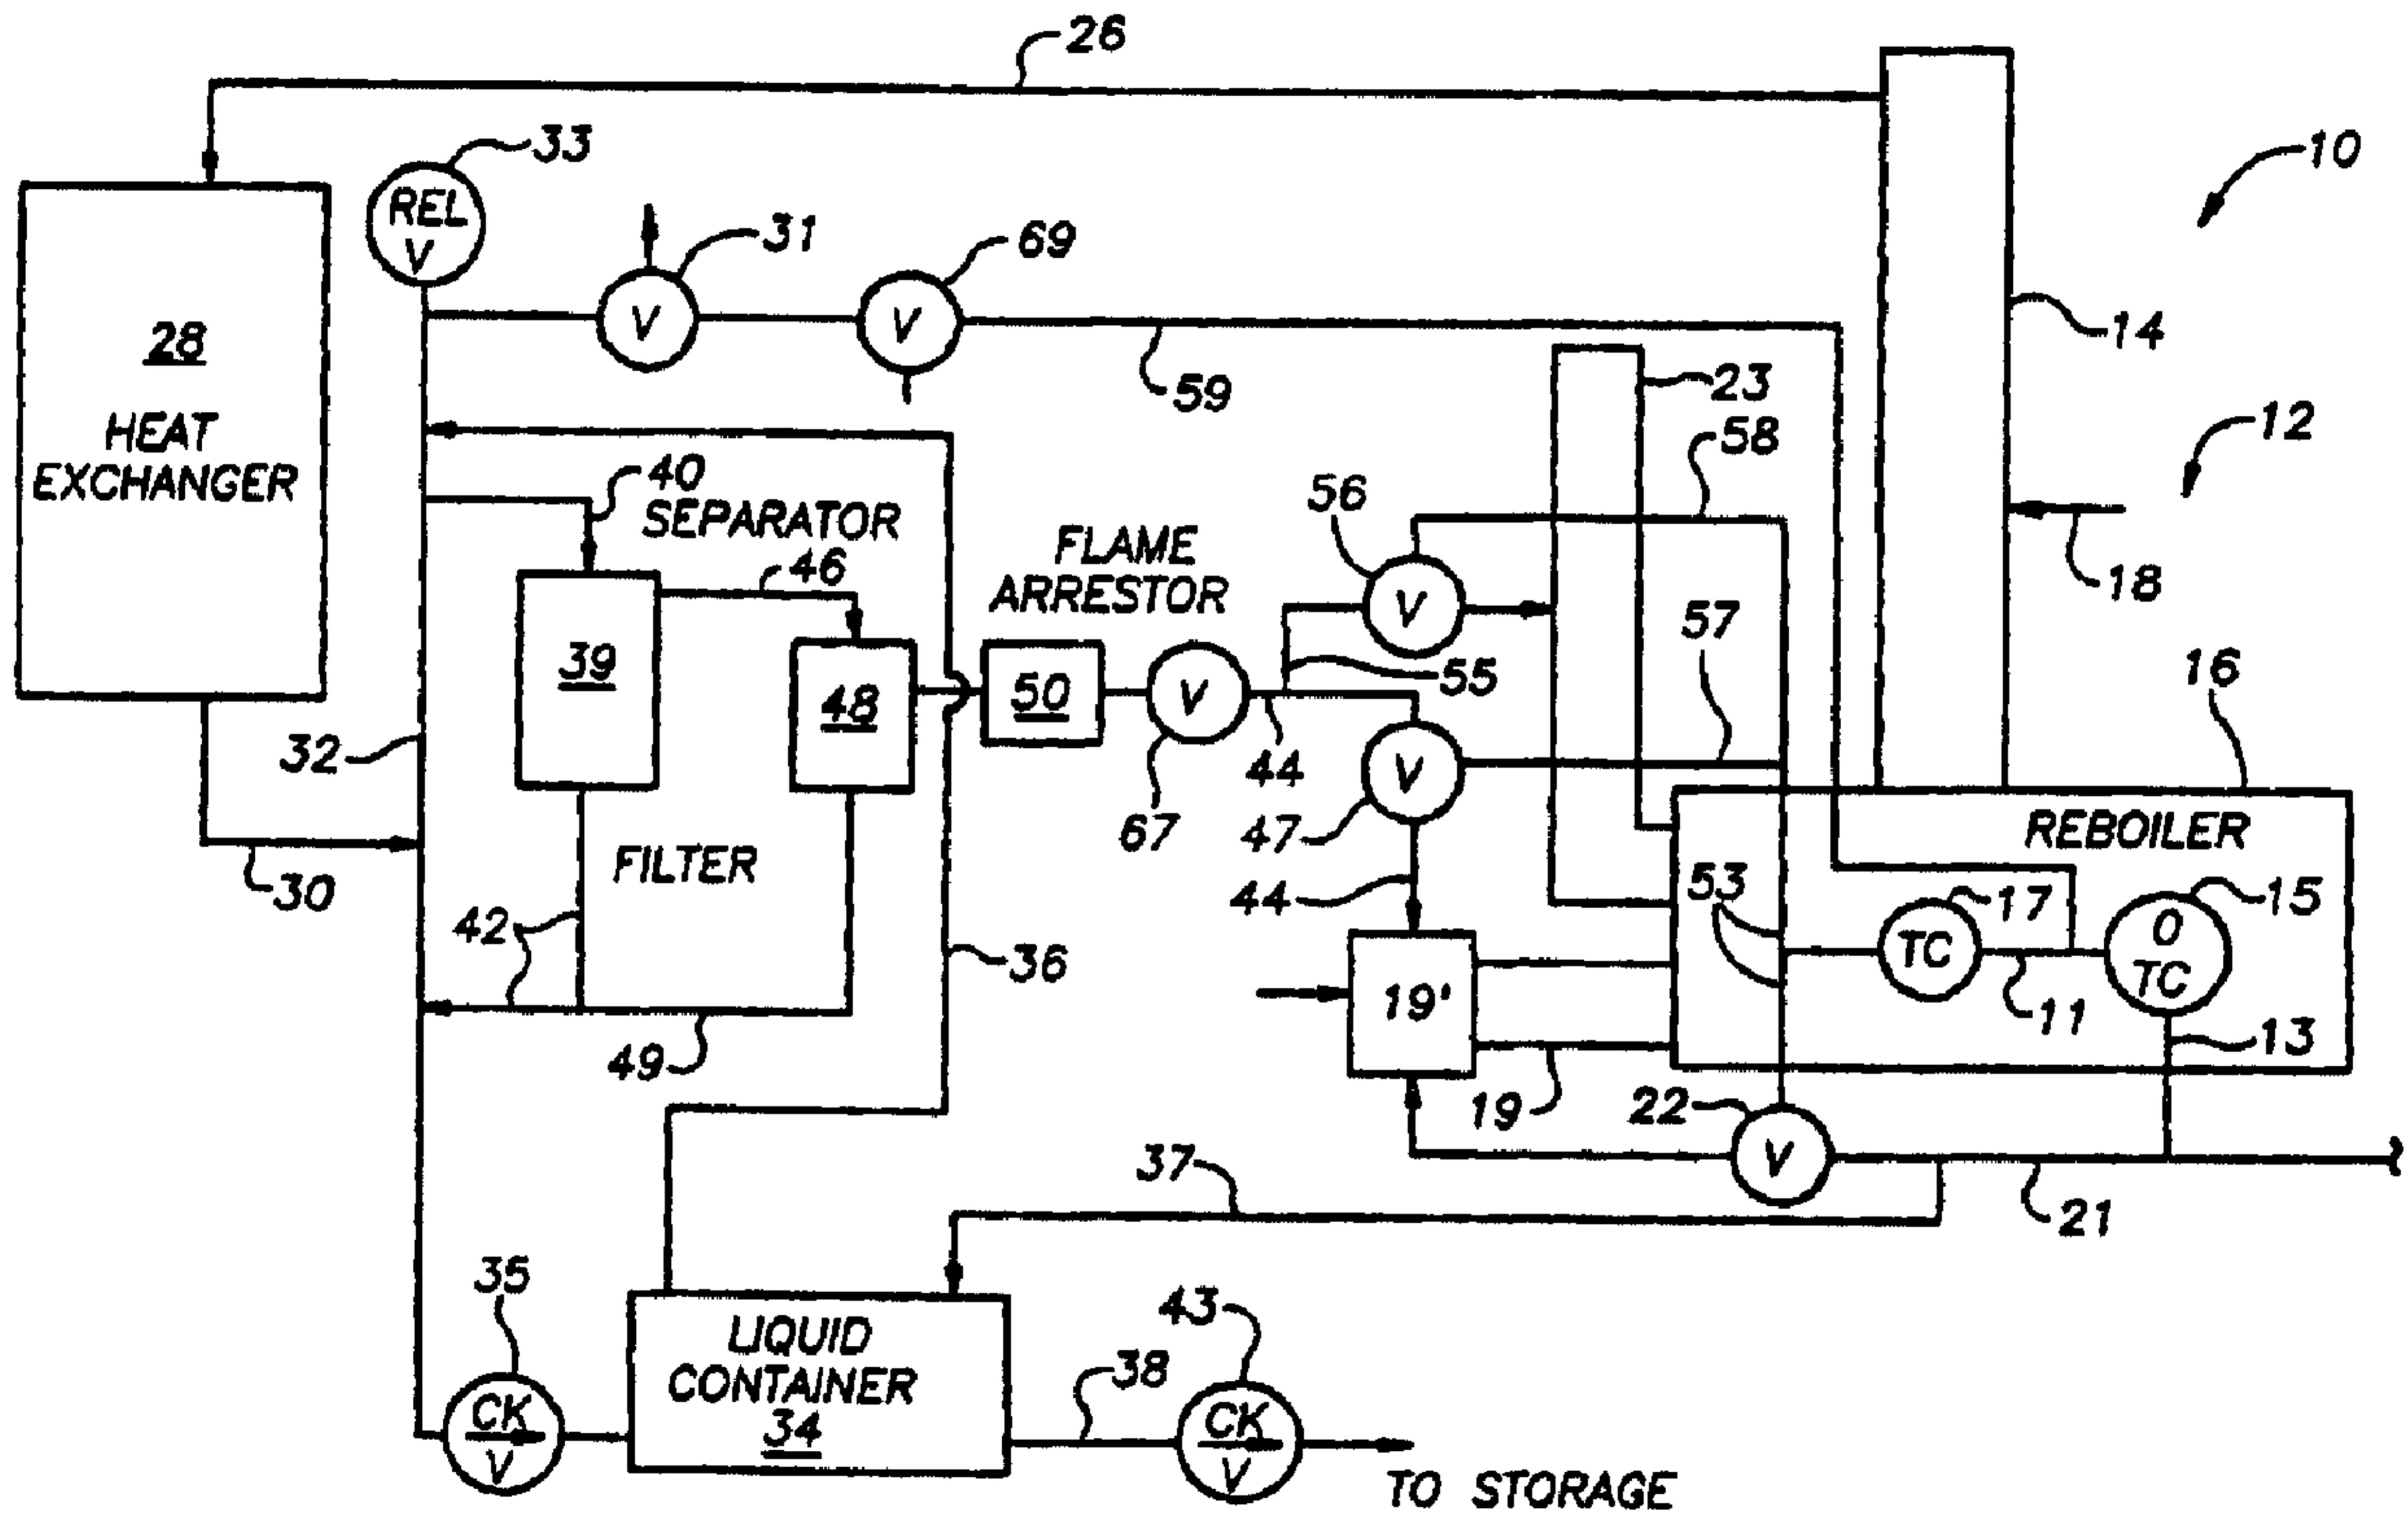 26
33
10
REL
V
31
69
V
V
28
14
59
23
12
HEAT
EXCHANGER
58
40
SEPARATOR
56
46
FLAME
ARRESTOR
18
V
57
39
16
50
55
48
V
32
44
V
REBOILER
67
47
FILTER
30
53
44
17
15
42
O
TC
TC
36
19'
11
13
49
19
22
V
37
21
35
43
LIQUID
CONTAINER
38
34
CK
V
CK
V
TO STORAGE